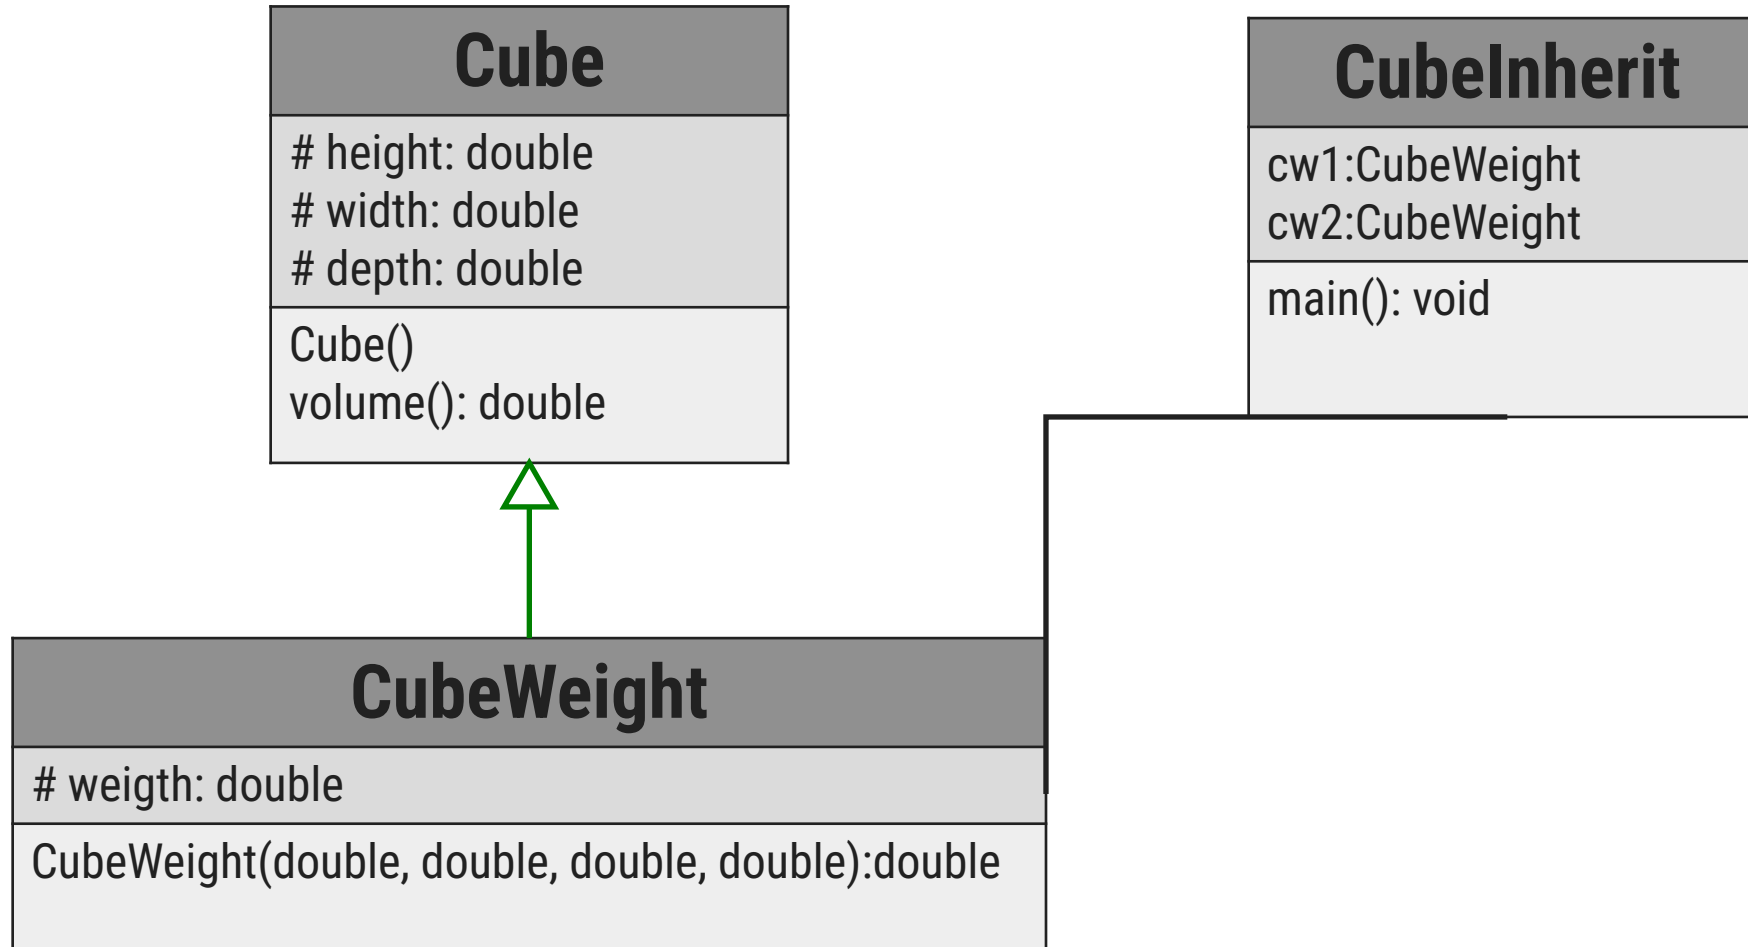 Cube
# height: double
# width: double
# depth: double
Cube()
volume(): double
CubeInherit
cw1:CubeWeight
cw2:CubeWeight
main(): void
CubeWeight
# weigth: double
CubeWeight(double, double, double, double):double